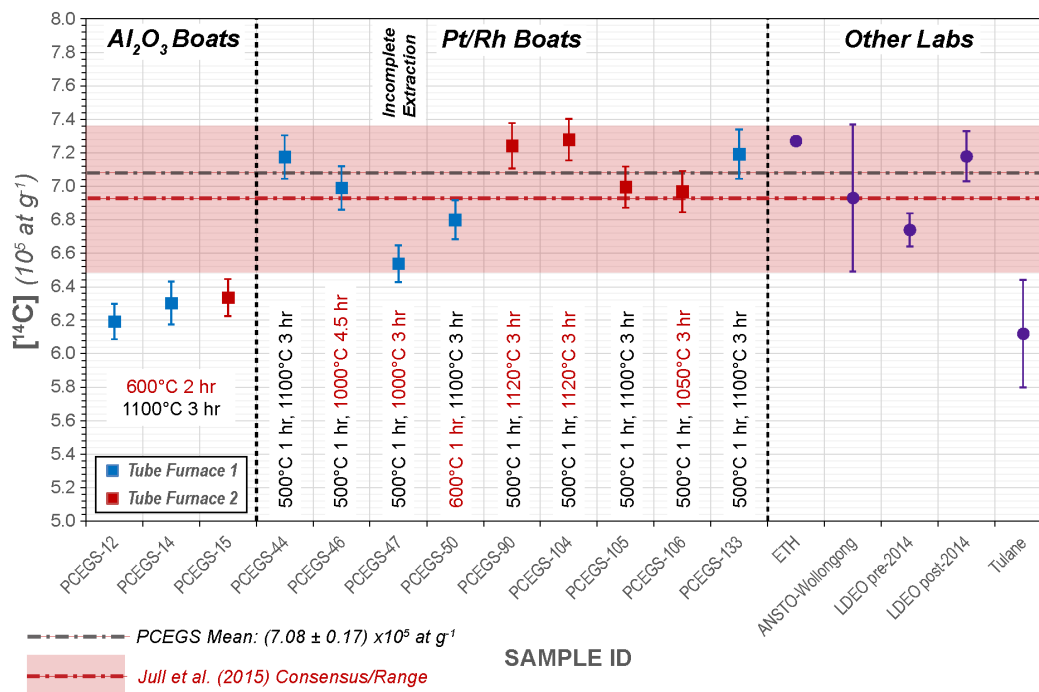 Al₂O₃ Boats
Pt/Rh Boats
Other Labs
Incomplete
Extraction
[¹⁴C] (10⁵ at g⁻¹)
8.0
7.8
7.6
7.4
7.2
7.0
6.8
6.6
6.4
6.2
6.0
5.8
5.6
5.4
5.2
5.0
600°C 2 hr
1100°C 3 hr
500°C 1 hr, 1100°C 3 hr
500°C 1 hr, 1000°C 4.5 hr
500°C 1 hr, 1000°C 3 hr
600°C 1 hr, 1100°C 3 hr
500°C 1 hr, 1120°C 3 hr
500°C 1 hr, 1120°C 3 hr
500°C 1 hr, 1100°C 3 hr
500°C 1 hr, 1050°C 3 hr
500°C 1 hr, 1100°C 3 hr
Tube Furnace 1
Tube Furnace 2
PCEGS-12
PCEGS-14
PCEGS-15
PCEGS-44
PCEGS-46
PCEGS-47
PCEGS-50
PCEGS-90
PCEGS-104
PCEGS-105
PCEGS-106
PCEGS-133
ETH
ANSTO-Wollongong
LDEO pre-2014
LDEO post-2014
Tulane
PCEGS Mean: (7.08 ± 0.17) x10⁵ at g⁻¹
SAMPLE ID
Jull et al. (2015) Consensus/Range